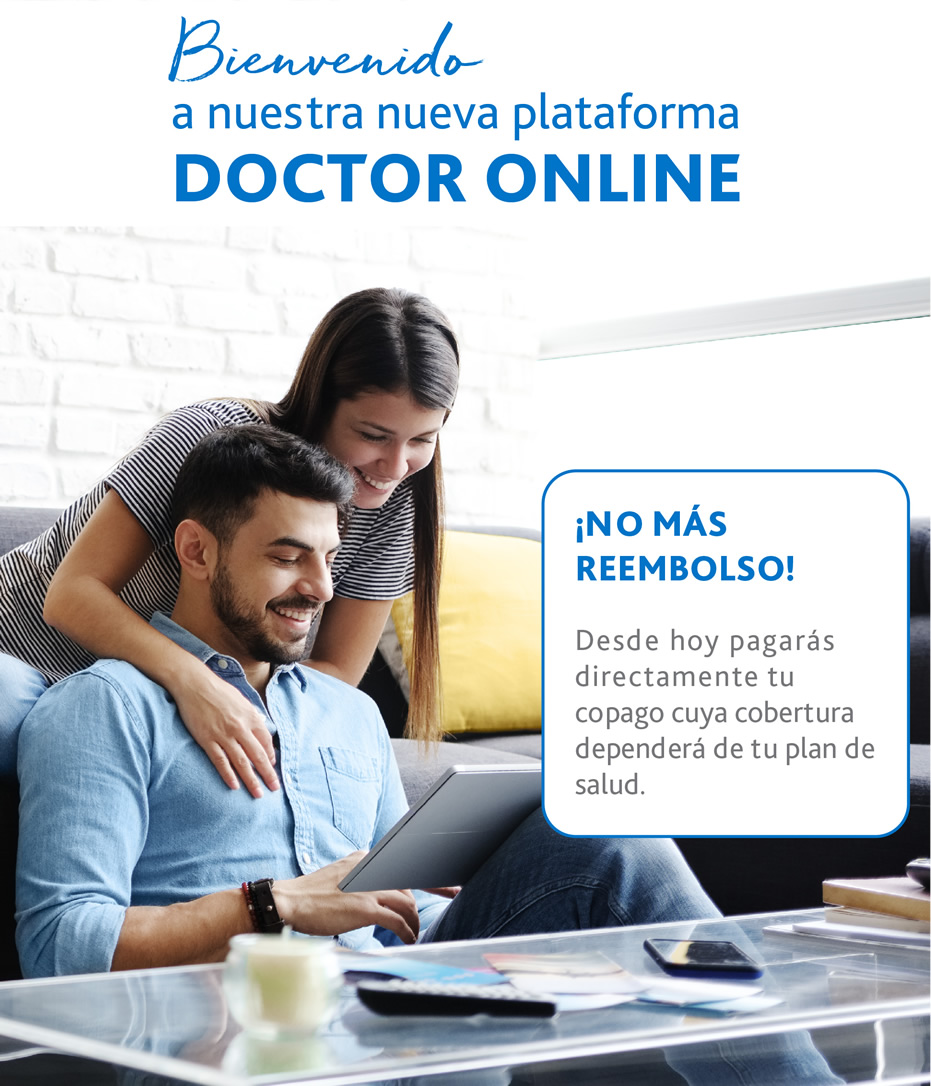 Bienvenido
a nuestra nueva plataforma
DOCTOR ONLINE
¡NO MÁS
REEMBOLSO!
Desde hoy pagarás
directamente tu
copago cuya cobertura
dependerá de tu plan de
salud.